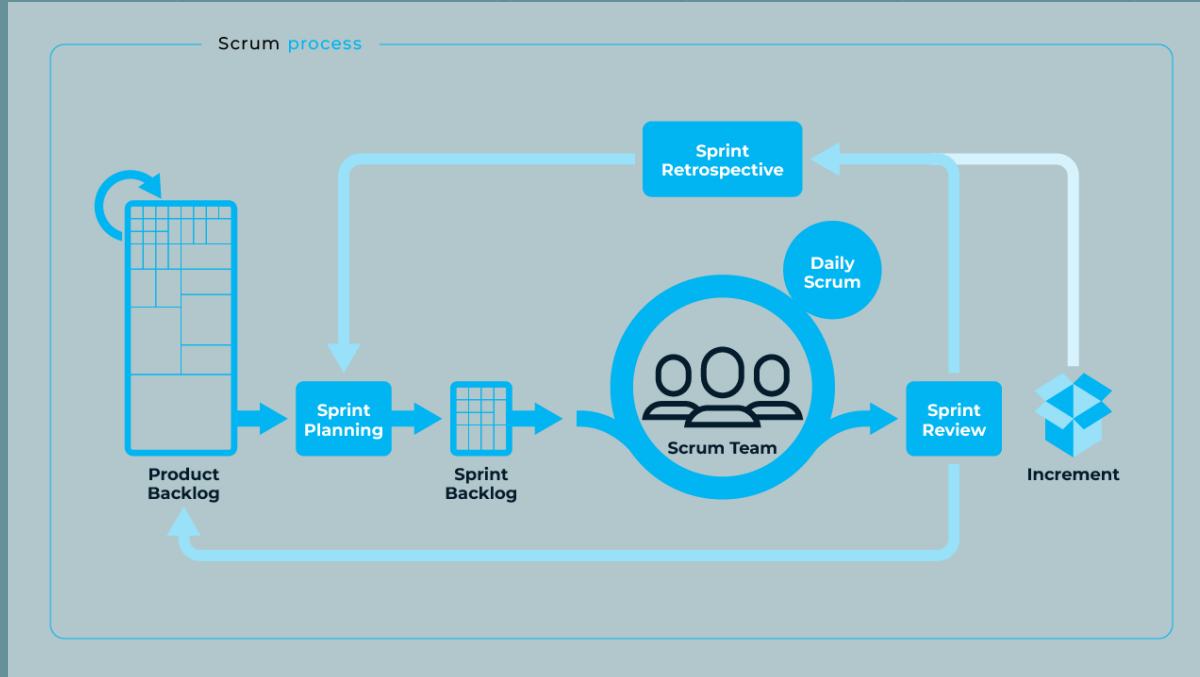 Scrum process
Sprint
Retrospective
Daily
Scrum
Sprint
Planning
Sprint
Review
Scrum Team
Product
Backlog
Sprint
Backlog
Increment